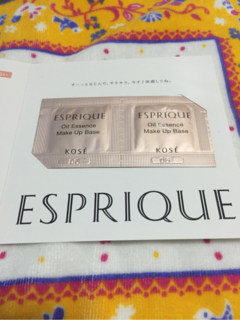 ESPRIQUE
Oil Essence
Make Up Base
KOSÉ
ESPRIQUE
Oil Essence
Make Up Base
KOSÉ
ESPRIQUE